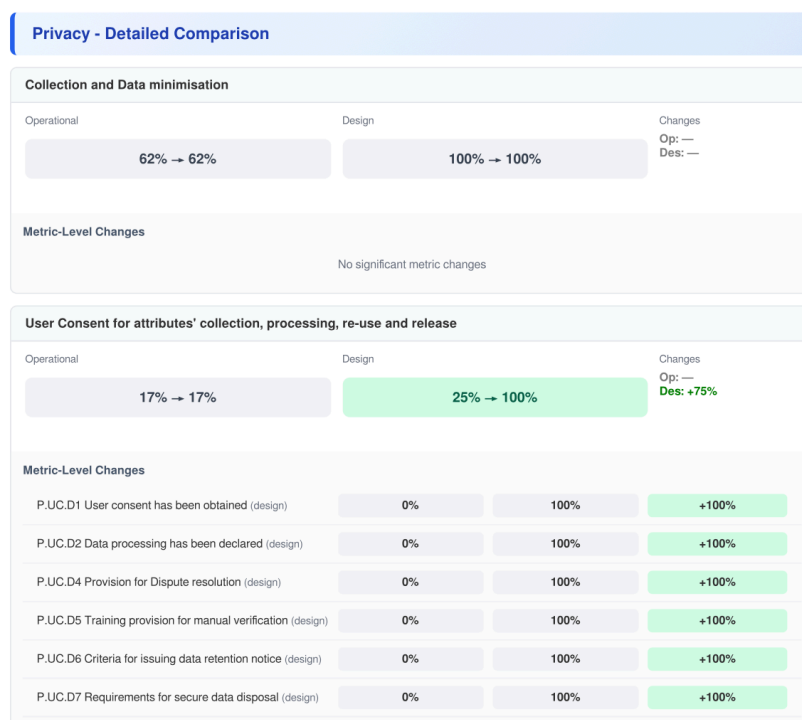 Privacy - Detailed Comparison
Collection and Data minimisation
Operational Design Changes
62% → 62% 100% → 100% Op: —
Des: —
Metric-Level Changes
No significant metric changes
User Consent for attributes' collection, processing, re-use and release
Operational Design Changes
17% → 17% 25% → 100% Op: —
Des: +75%
Metric-Level Changes
P.UC.D1 User consent has been obtained (design) 0% 100% +100%
P.UC.D2 Data processing has been declared (design) 0% 100% +100%
P.UC.D4 Provision for Dispute resolution (design) 0% 100% +100%
P.UC.D5 Training provision for manual verification (design) 0% 100% +100%
P.UC.D6 Criteria for issuing data retention notice (design) 0% 100% +100%
P.UC.D7 Requirements for secure data disposal (design) 0% 100% +100%